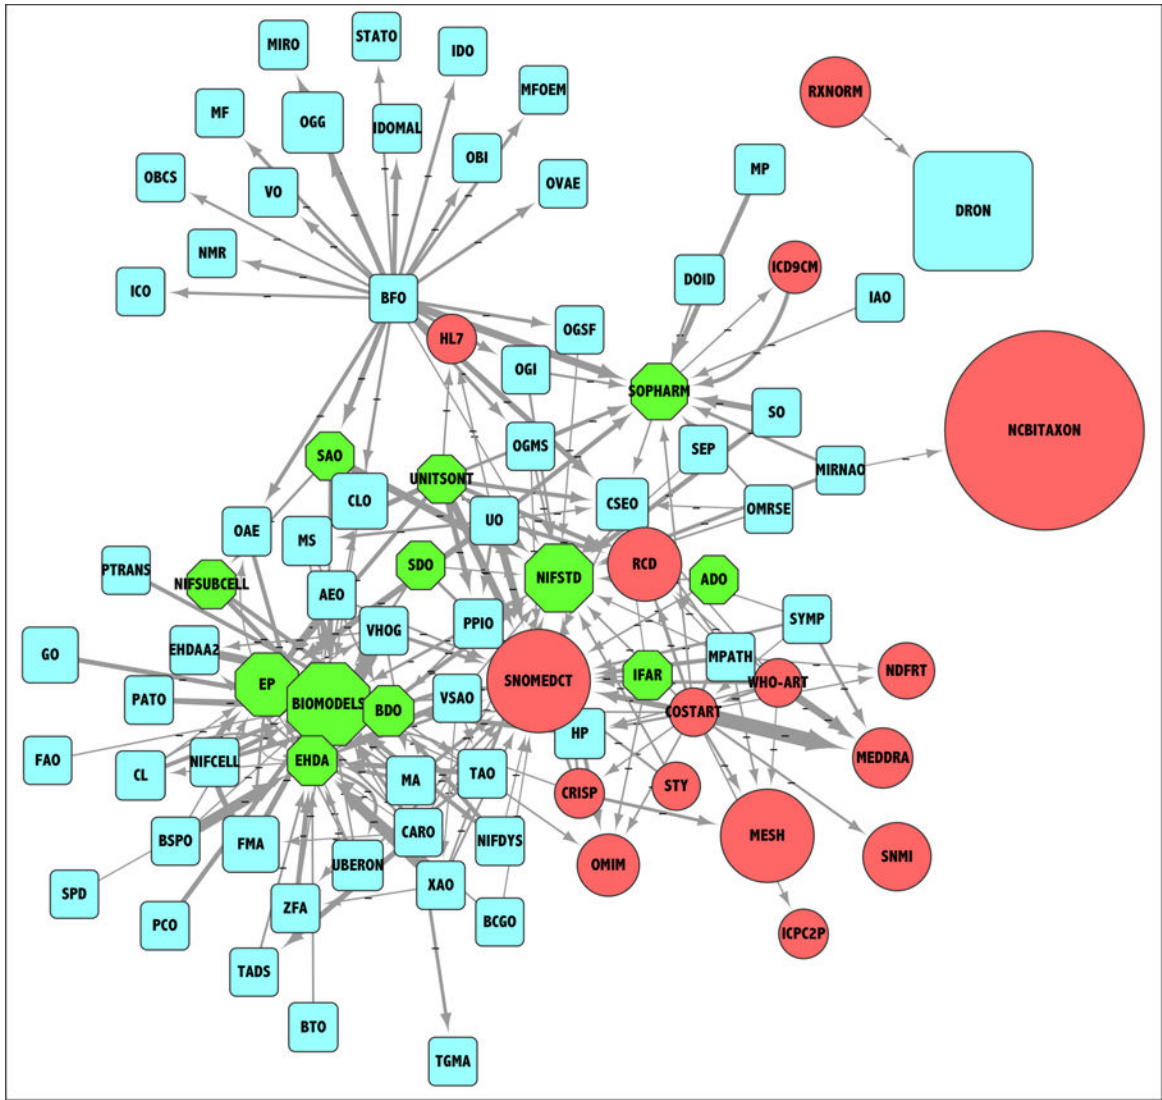 STATO
MIRO
IDO
MFOEM
RXNORM
MF
OGG
IDOMAL
OBI
MP
OBCS
VO
OVAE
DRON
NMR
ICD9CM
DOID
ICO
BFO
IAO
OGSF
HL7
OGI
SOPHARM
SO
NCBITAXON
OGMS
SEP
SAO
MIRNAO
UNITSONT
CLO
CSEO
OMRSE
UO
OAE
MS
RCD
SDO
PTRANS
NIFSUBCELL
NIFSTD
ADO
AEO
SYMP
PPIO
VHOG
EHDAA2
GO
MPATH
NDFRT
EP
SNOMEDCT
IFAR
WHO-ART
PATO
BIOMODELS
BDO
VSAO
COSTART
HP
FAO
CL
NIFCELL
EHDA
MEDDRA
MA
TAO
STY
CRISP
CARO
MESH
BSPO
FMA
NIFDYS
UBERON
OMIM
SNMI
XAO
SPD
ZFA
PCO
BCGO
ICPC2P
TADS
BTO
TGMA